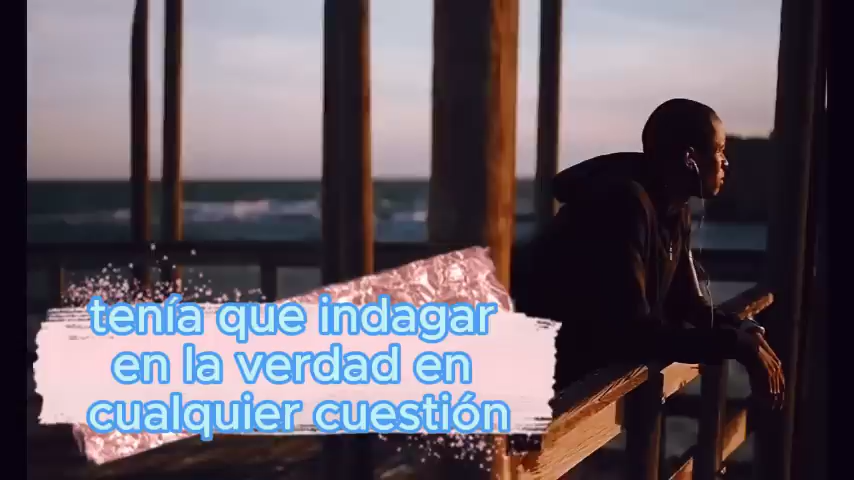 tenía que indagar
en la verdad en
cualquier cuestión